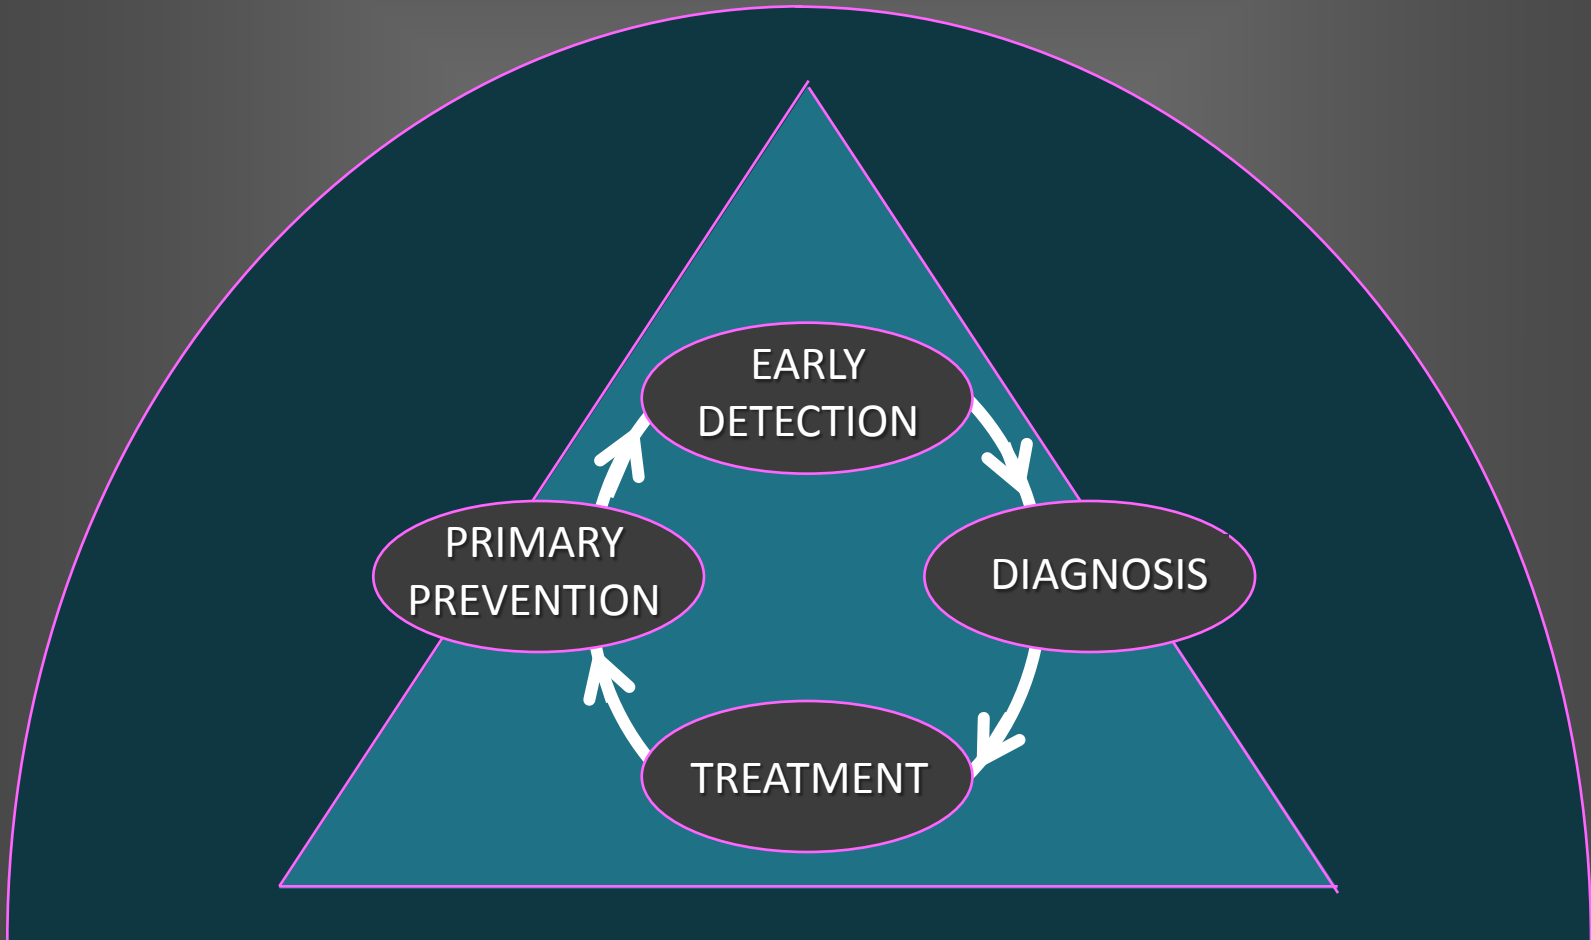 EARLY
DETECTION
PRIMARY
PREVENTION
DIAGNOSIS
TREATMENT